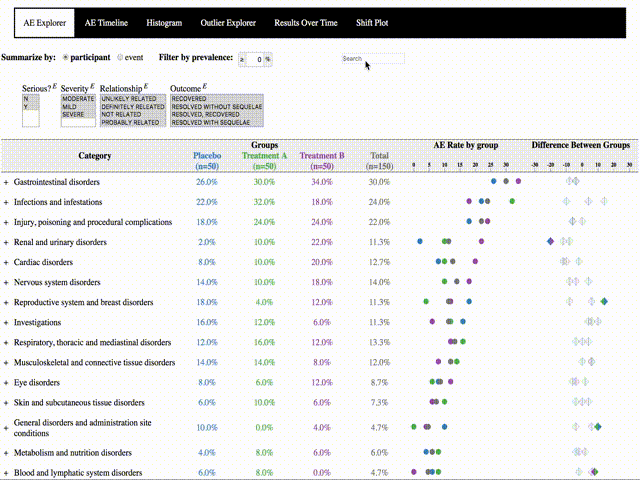 AE Explorer AE Timeline Histogram Outlier Explorer Results Over Time Shift Plot
Summarize by: participant event Filter by prevalence: ≥ 0 % Search
Serious? E Severity E Relationship E Outcome E
N MODERATE UNLIKELY RELATED RECOVERED
Y MILD DEFINITELY RELEATED RESOLVED WITHOUT SEQUELAE
SEVERE NOT RELATED RESOLVED, RECOVERED
PROBABLY RELATED RESOLVED WITH SEQUELAE
Groups AE Rate by group Difference Between Groups
Category Placebo Treatment A Treatment B Total
(n=50) (n=50) (n=50) (n=150) 0 5 10 15 20 25 30 35 -30 -20 -10 0 10 20 30
+ Gastrointestinal disorders 26.0% 30.0% 34.0% 30.0%
+ Infections and infestations 22.0% 32.0% 18.0% 24.0%
+ Injury, poisoning and procedural complications 18.0% 24.0% 24.0% 22.0%
+ Renal and urinary disorders 2.0% 10.0% 22.0% 11.3%
+ Cardiac disorders 8.0% 10.0% 20.0% 12.7%
+ Nervous system disorders 14.0% 10.0% 18.0% 14.0%
+ Reproductive system and breast disorders 18.0% 4.0% 12.0% 11.3%
+ Investigations 16.0% 12.0% 6.0% 11.3%
+ Respiratory, thoracic and mediastinal disorders 12.0% 16.0% 12.0% 13.3%
+ Musculoskeletal and connective tissue disorders 14.0% 14.0% 8.0% 12.0%
+ Eye disorders 8.0% 6.0% 12.0% 8.7%
+ Skin and subcutaneous tissue disorders 6.0% 10.0% 6.0% 7.3%
+ General disorders and administration site
conditions 10.0% 0.0% 4.0% 4.7%
+ Metabolism and nutrition disorders 4.0% 8.0% 6.0% 6.0%
+ Blood and lymphatic system disorders 6.0% 8.0% 0.0% 4.7%